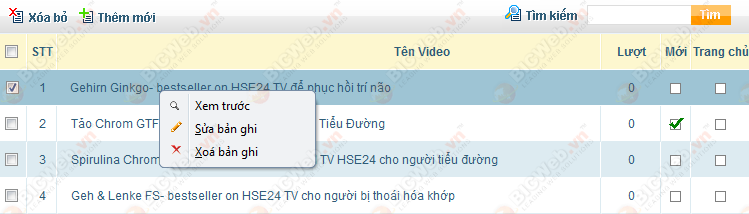 Xóa bỏ Thêm mới Tìm kiếm Tìm
STT Tên Video Lượt Mới Trang chủ
1 Gehirn Ginkgo- bestseller on HSE24 TV để phục hồi trí não 0
Xem trước
2 Tảo Chrom GTF Tiểu Đường 0
Sửa bản ghi
3 Spirulina Chrom TV HSE24 cho người tiểu đường 0
Xoá bản ghi
4 Geh & Lenke FS- bestseller on HSE24 TV cho người bị thoái hóa khớp 0